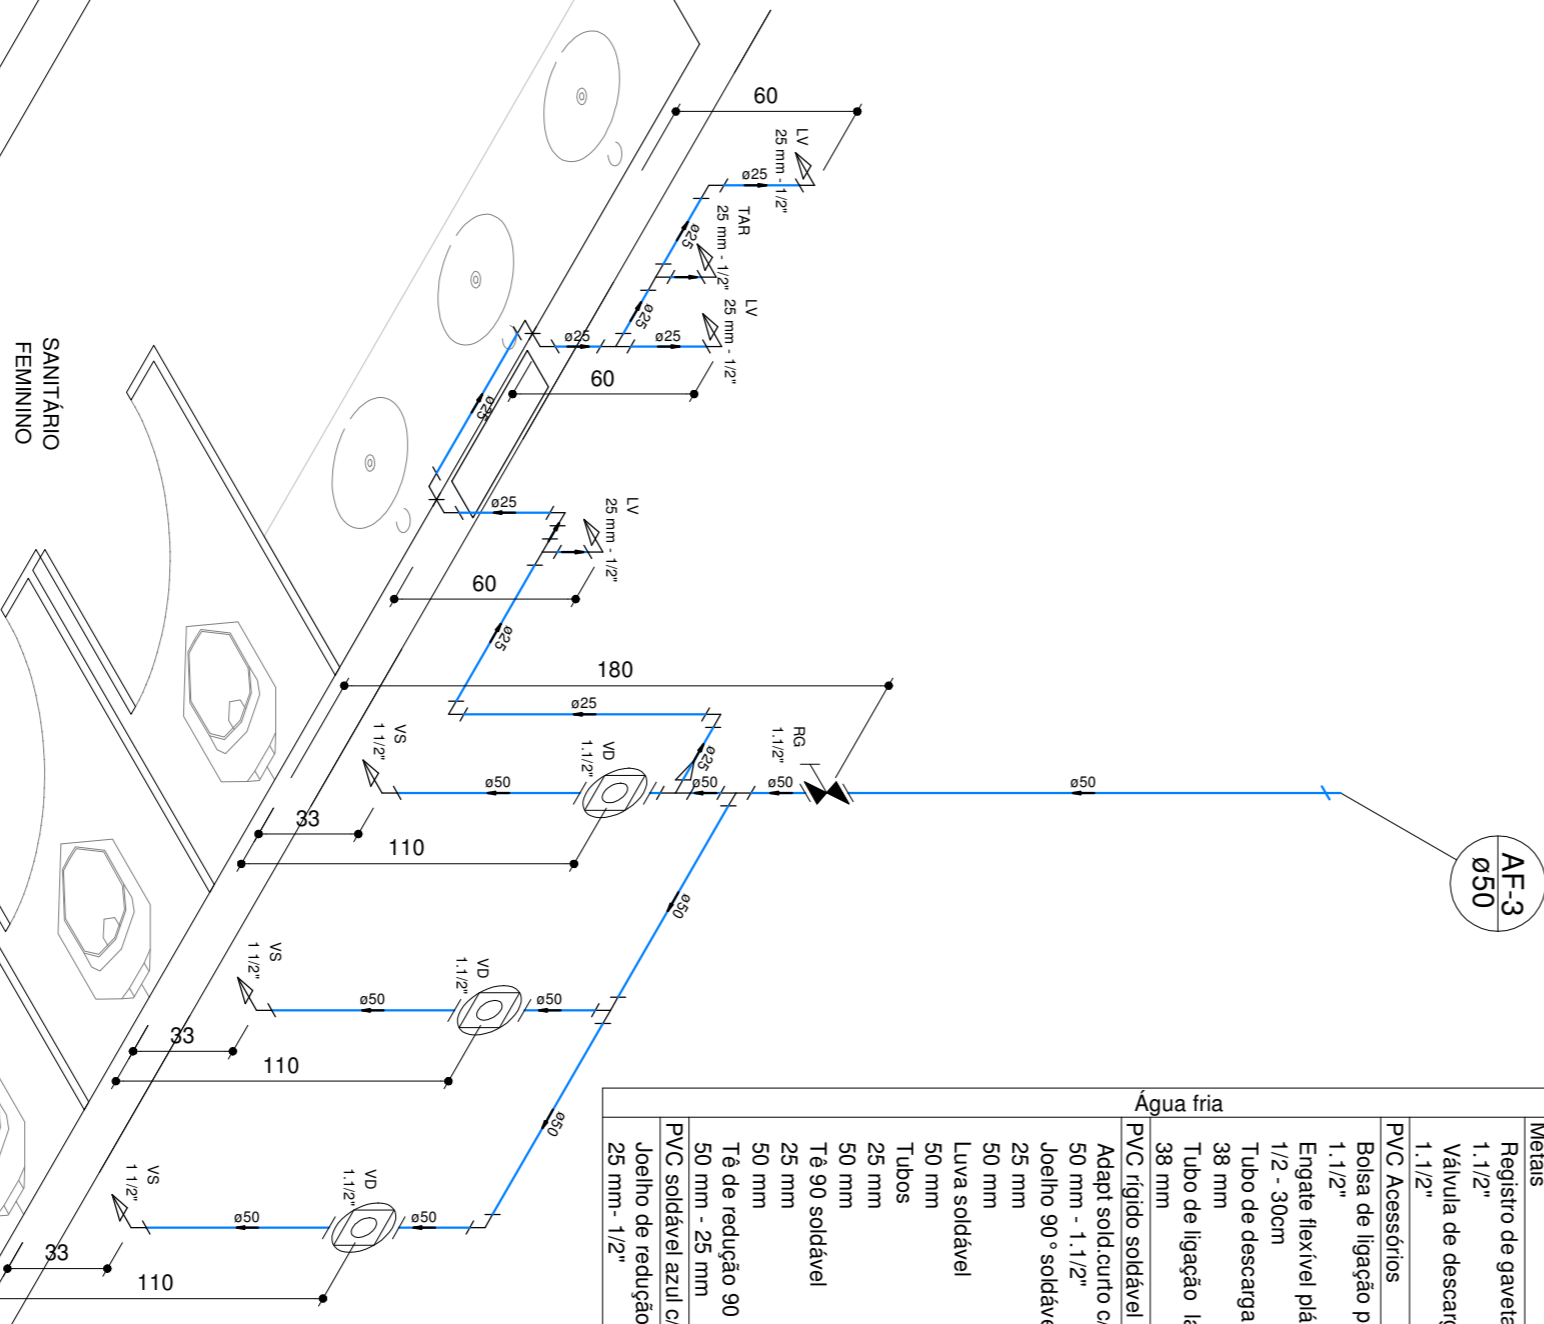 60
LV
25 mm - 1/2"
ø25
TAR
25 mm - 1/2"
ø25
LV
25 mm - 1/2"
ø25
ø25
ø25
60
ø25
SANITÁRIO
FEMININO
LV
25 mm - 1/2"
ø25
60
ø25
180
ø25
RG
1.1/2"
VS
1 1/2"
VD
1.1/2"
ø25
ø50
ø50
ø50
ø50
AF-3
ø50
33
110
ø50
VS
1 1/2"
VD
1.1/2"
ø50
ø50
33
110
ø50
VS
1 1/2"
VD
1.1/2"
ø50
ø50
33
110
Água fria
Metais
Registro de gaveta
1.1/2"
Válvula de descarg
1.1/2"
PVC Acessórios
Bolsa de ligação p
1.1/2"
Engate flexível plá
1/2 - 30cm
Tubo de descarga
38 mm
Tubo de ligação la
38 mm
PVC rígido soldável
Adapt sold.curto c/
50 mm - 1.1/2"
Joelho 90° soldáve
25 mm
50 mm
Luva soldável
50 mm
Tubos
25 mm
50 mm
Tê 90 soldável
25 mm
50 mm
Tê de redução 90
50 mm - 25 mm
PVC soldável azul c/
Joelho de redução
25 mm- 1/2"